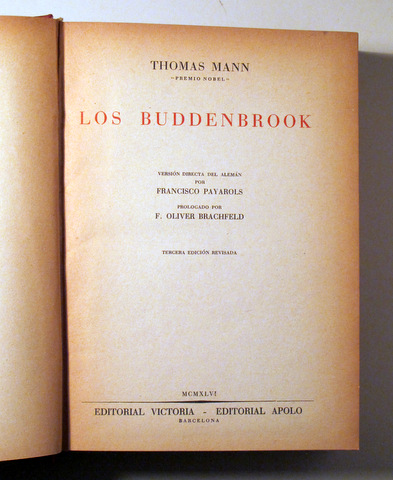 THOMAS MANN
"PREMIO NOBEL"
LOS BUDDENBROOK
VERSIÓN DIRECTA DEL ALEMÁN
POR
FRANCISCO PAYAROLS
PROLOGADO POR
F. OLIVER BRACHFELD
TERCERA EDICIÓN REVISADA
MCMXLVI
EDITORIAL VICTORIA - EDITORIAL APOLO
BARCELONA